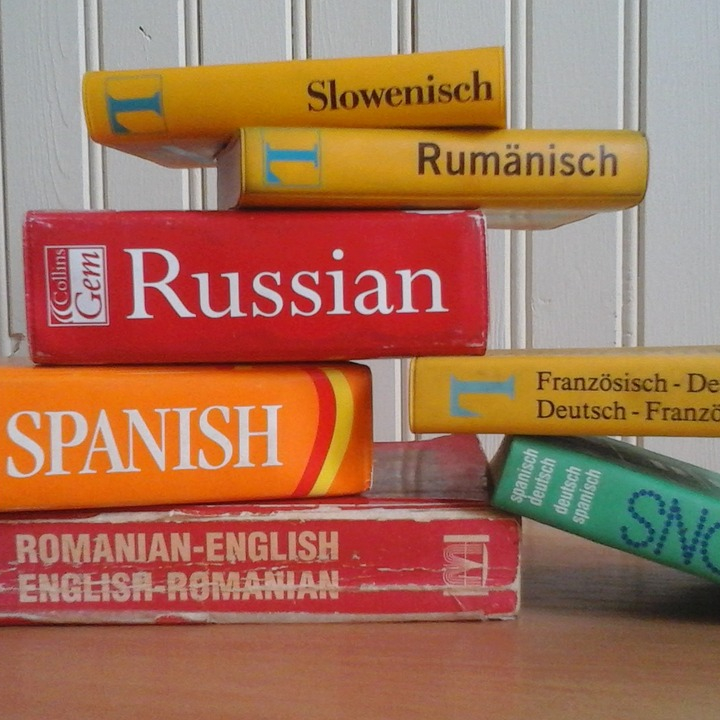 L Slowenisch
L Rumänisch
Collins
Gem
Russian
SPANISH
L
Französisch - De
Deutsch - Franzö
spanisch
deutsch
deutsch
spanisch
ROMANIAN-ENGLISH
ENGLISH-ROMANIAN